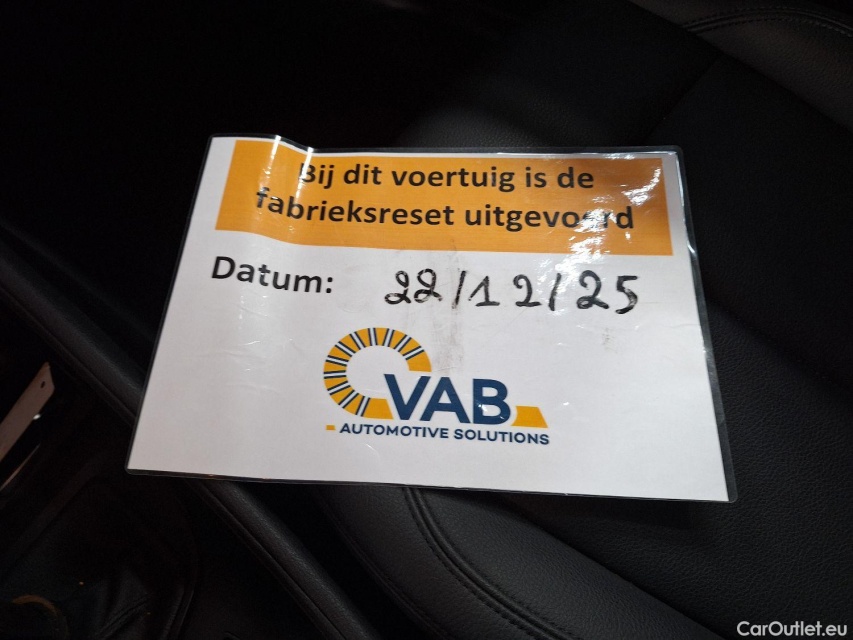 Bij dit voertuig is de
fabrieksreset uitgevoerd
Datum: 22/12/25
VAB
AUTOMOTIVE SOLUTIONS
CarOutlet.eu